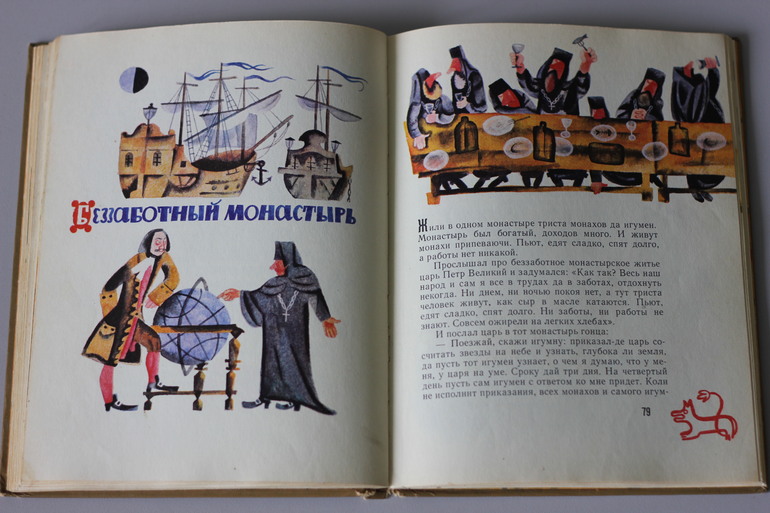 Беззаботный монастырь
Жили в одном монастыре триста монахов да игумен.
Монастырь был богатый, доходов много. И живут
монахи припеваючи. Пьют, едят сладко, спят долго,
а работы нет никакой.
Прослышал про беззаботное монастырское житье
царь Петр Великий и задумался: «Как так? Весь наш
народ и сам я все в трудах да в заботах, отдохнуть
некогда. Ни днем, ни ночью покоя нет, а тут триста
человек живут, как сыр в масле катаются. Пьют,
едят сладко, спят долго. Ни заботы, ни работы не
знают. Совсем ожирели на легких хлебах».
И послал царь в тот монастырь гонца:
— Поезжай, скажи игумну: приказал-де царь со-
считать звезды на небе и узнать, глубока ли земля,
да пусть тот игумен узнает, о чем я думаю, что у ме-
ня, у царя на уме. Сроку дай три дня. На четвертый
день пусть сам игумен с ответом ко мне придет. Коли
не исполнит приказания, всех монахов и самого игум-
79